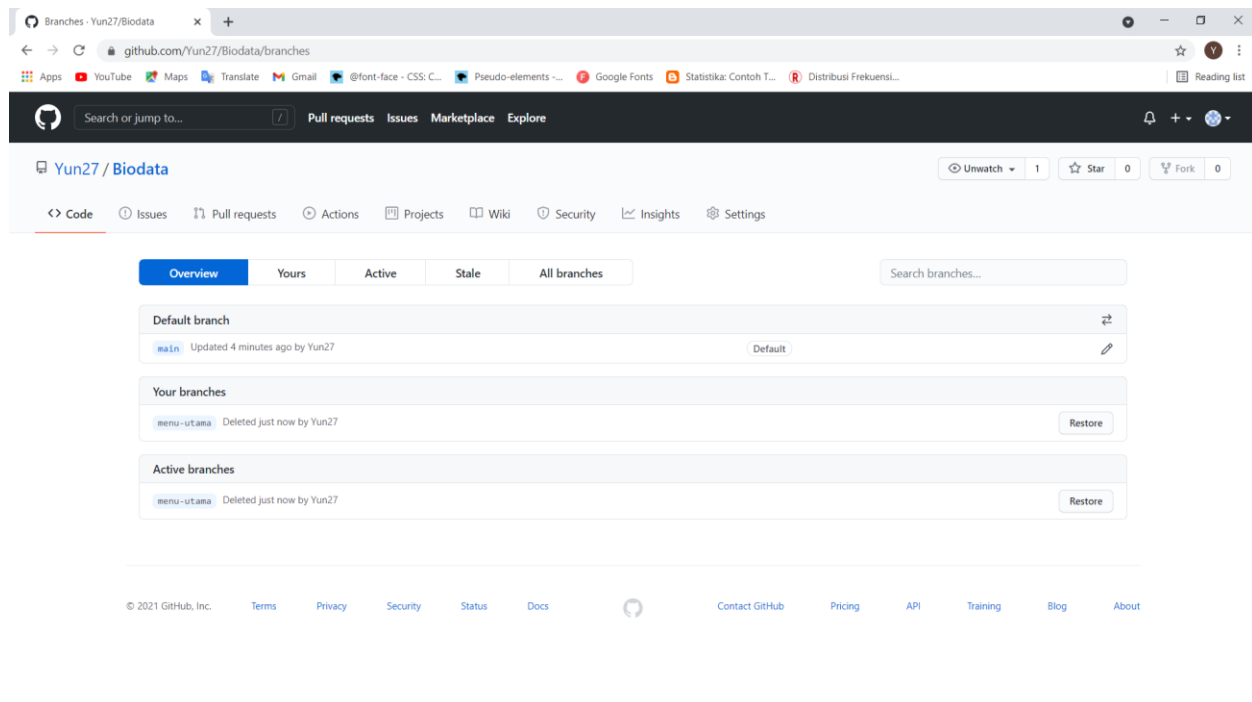 Branches · Yun27/Biodata
github.com/Yun27/Biodata/branches
Y
Apps YouTube Maps Translate Gmail @font-face - CSS: C... Pseudo-elements -... Google Fonts Statistika: Contoh T... Distribusi Frekuensi... Reading list
Search or jump to... / Pull requests Issues Marketplace Explore
Yun27 / Biodata Unwatch 1 Star 0 Fork 0
Code Issues Pull requests Actions Projects Wiki Security Insights Settings
Overview Yours Active Stale All branches Search branches...
Default branch
main Updated 4 minutes ago by Yun27 Default
Your branches
menu-utama Deleted just now by Yun27 Restore
Active branches
menu-utama Deleted just now by Yun27 Restore
© 2021 GitHub, Inc. Terms Privacy Security Status Docs Contact GitHub Pricing API Training Blog About